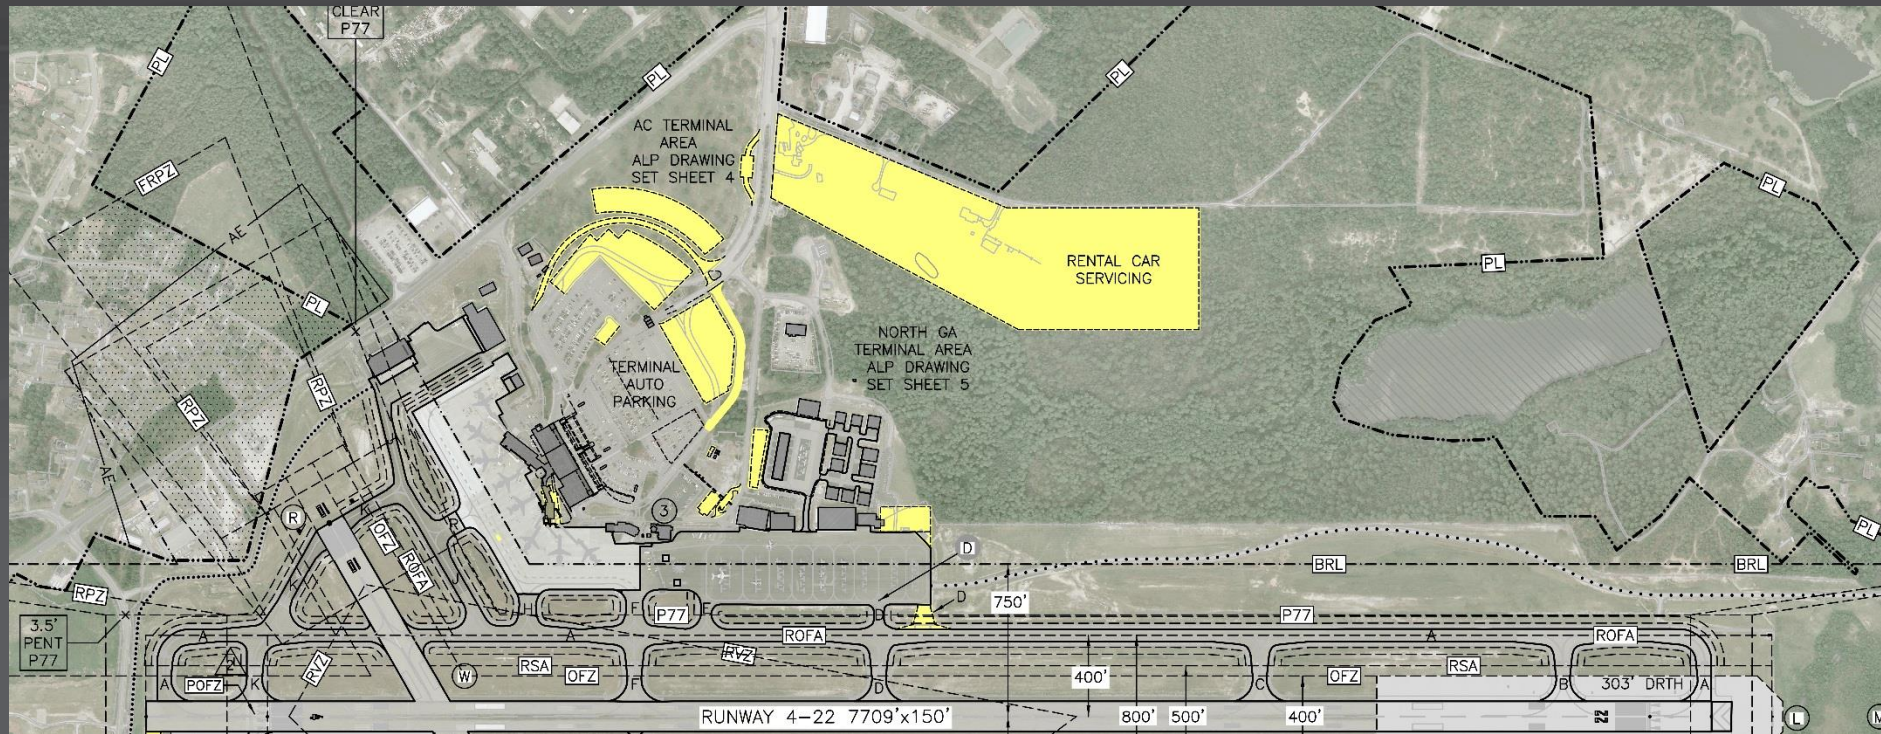 CLEAR
P77
PL
PL
PL
AC TERMINAL
AREA
ALP DRAWING
SET SHEET 4
FRPZ
PL
AE
RENTAL CAR
SERVICING
PL
PL
NORTH GA
TERMINAL AREA
ALP DRAWING
SET SHEET 5
TERMINAL
AUTO
PARKING
RPZ
RPZ
AE
R
K
OFZ
ROFA
3
D
PL
BRL
BRL
K
RPZ
H
F
P77
E
D
D
750'
P77
3.5'
PENT
P77
A
A
ROFA
A
ROFA
2
RVZ
RVZ
RSA
OFZ
400'
OFZ
RSA
A
POFZ
K
W
F
D
C
B
303' DRTH
A
RUNWAY 4-22 7709'x150'
800'
500'
400'
22
L
M